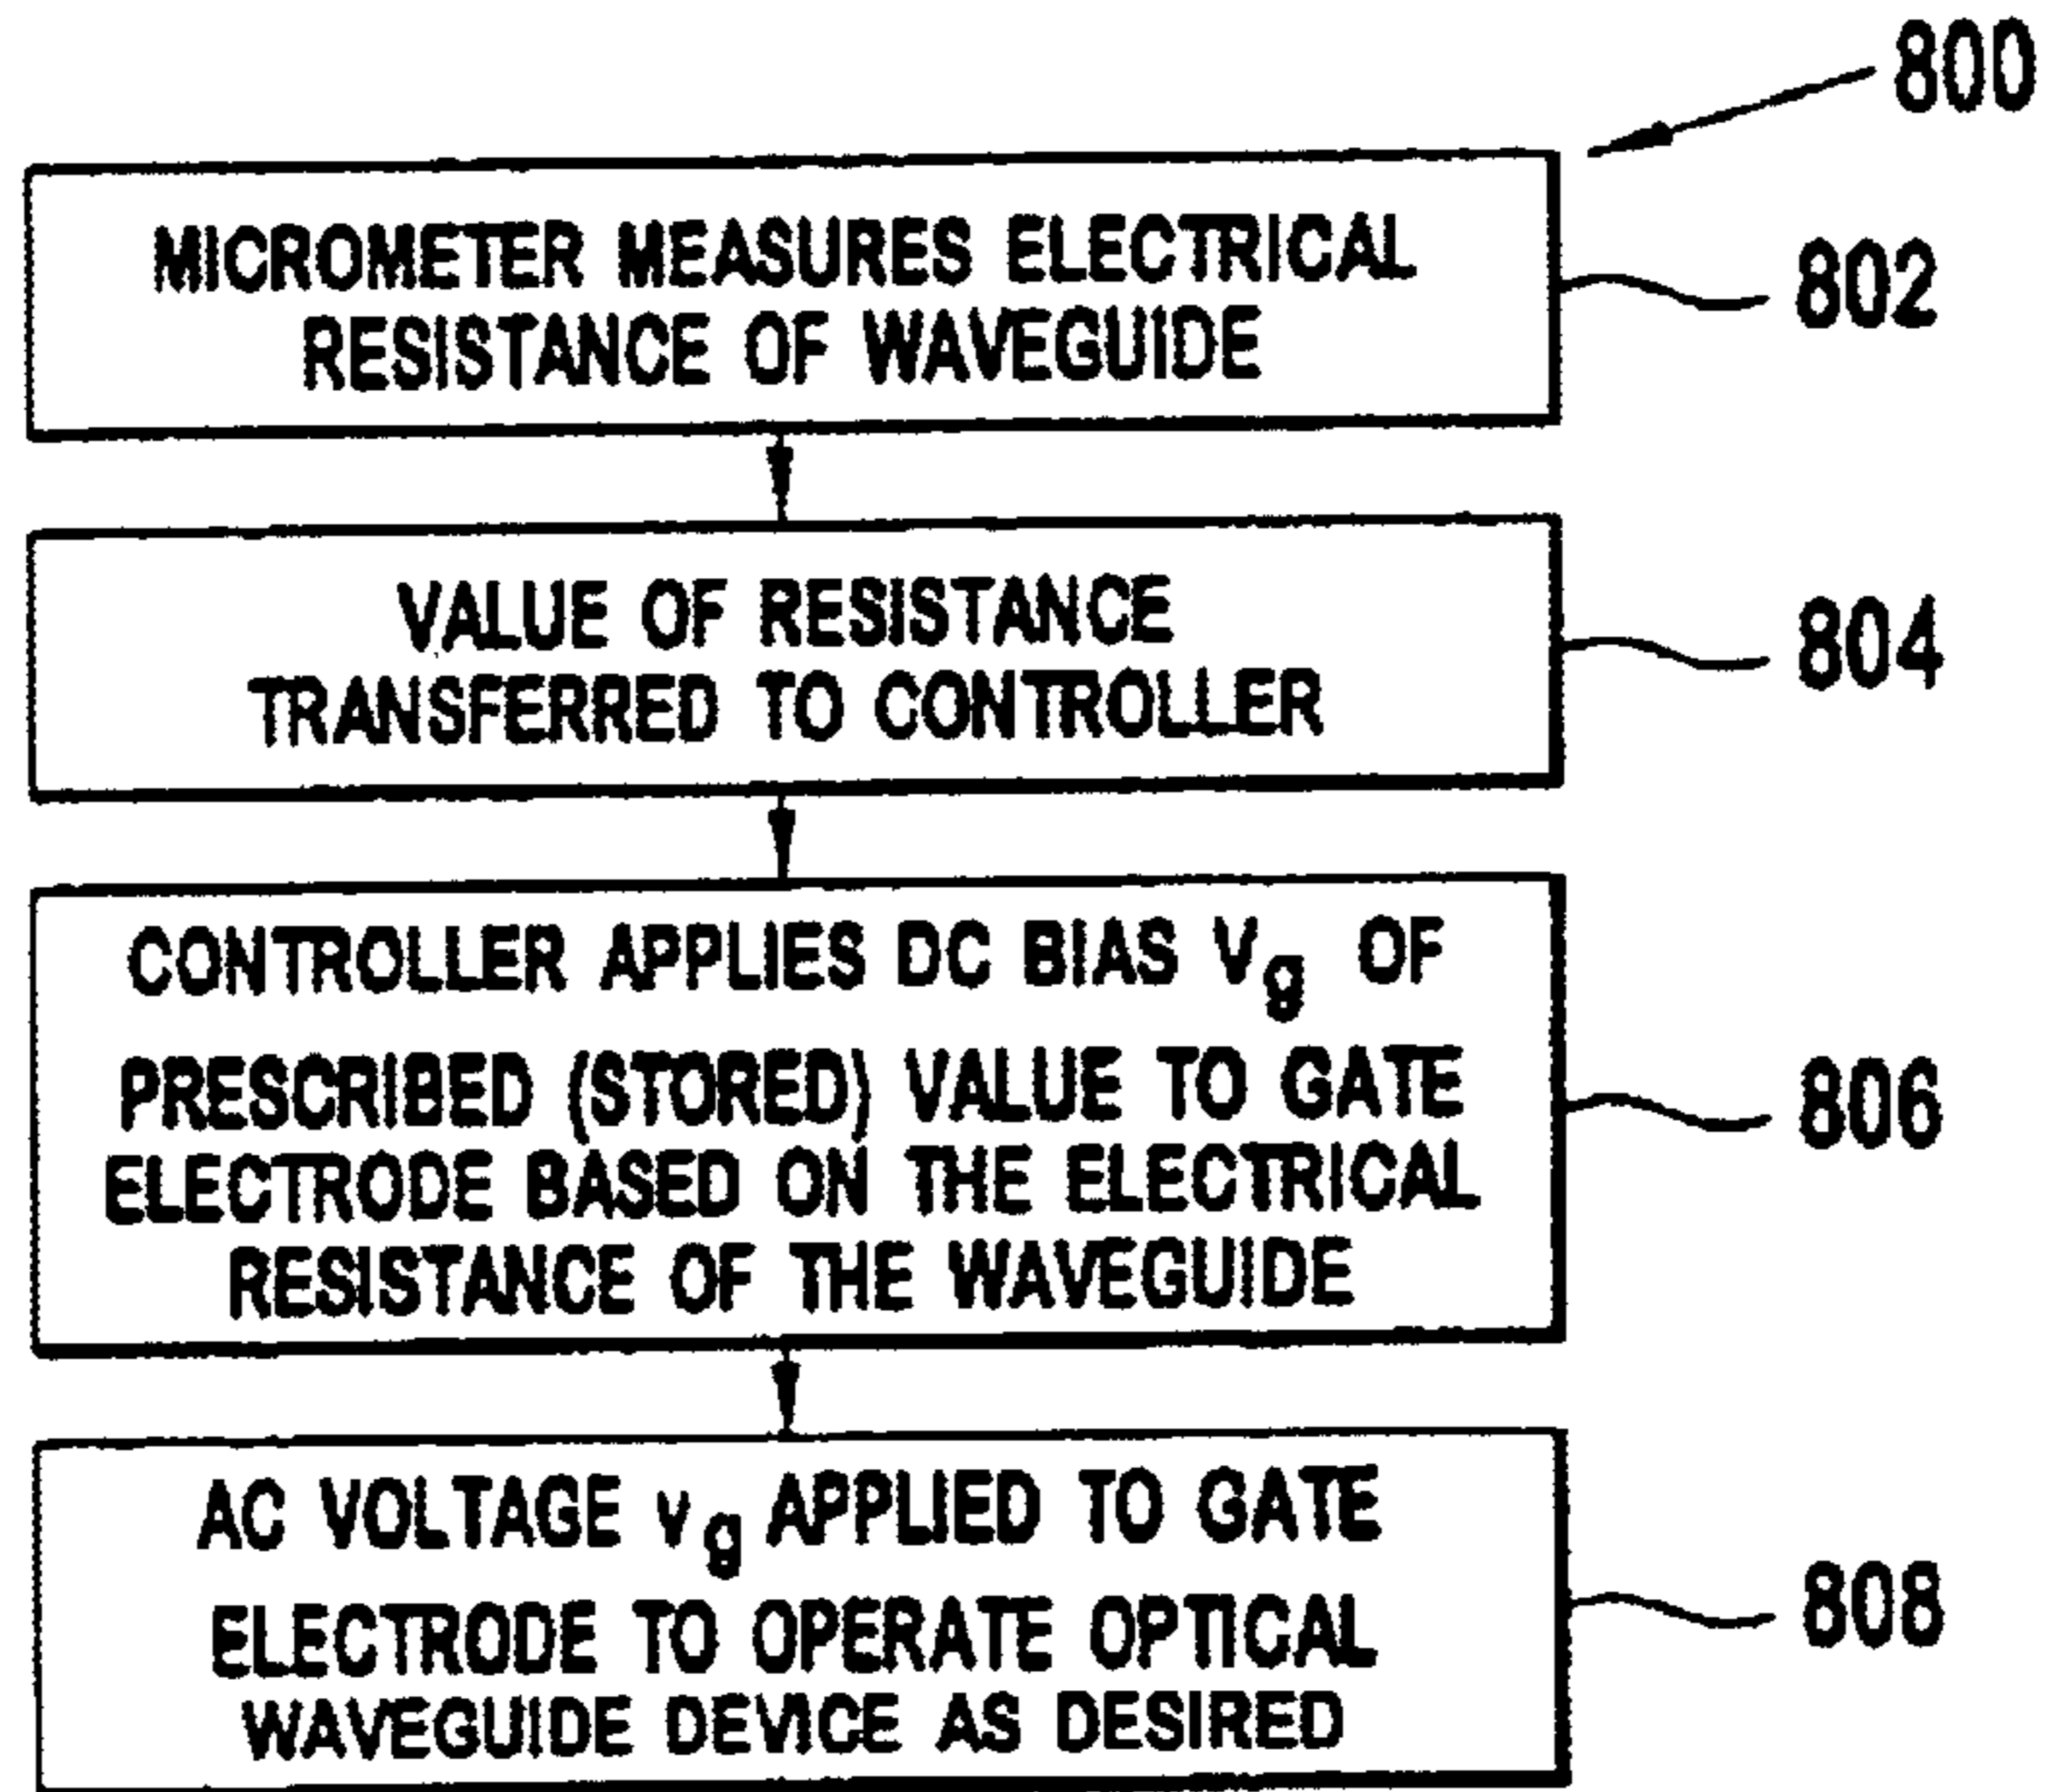 800
MICROMETER MEASURES ELECTRICAL
RESISTANCE OF WAVEGUIDE
802
VALUE OF RESISTANCE
TRANSFERRED TO CONTROLLER
804
CONTROLLER APPLIES DC BIAS Vg OF
PRESCRIBED (STORED) VALUE TO GATE
ELECTRODE BASED ON THE ELECTRICAL
RESISTANCE OF THE WAVEGUIDE
806
AC VOLTAGE vg APPLIED TO GATE
ELECTRODE TO OPERATE OPTICAL
WAVEGUIDE DEVICE AS DESIRED
808